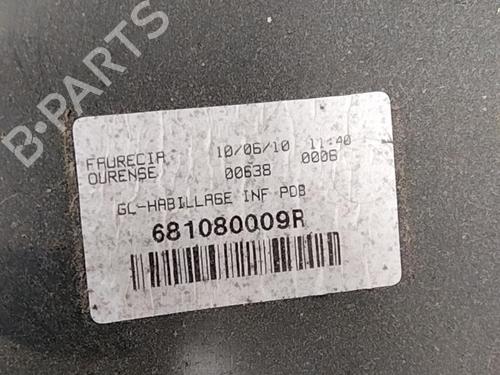 B-PARTS
FAURECIA 10/06/10 11:40
OURENSE 00638 0006
GL-HABILLAGE INF PDB
681080009R